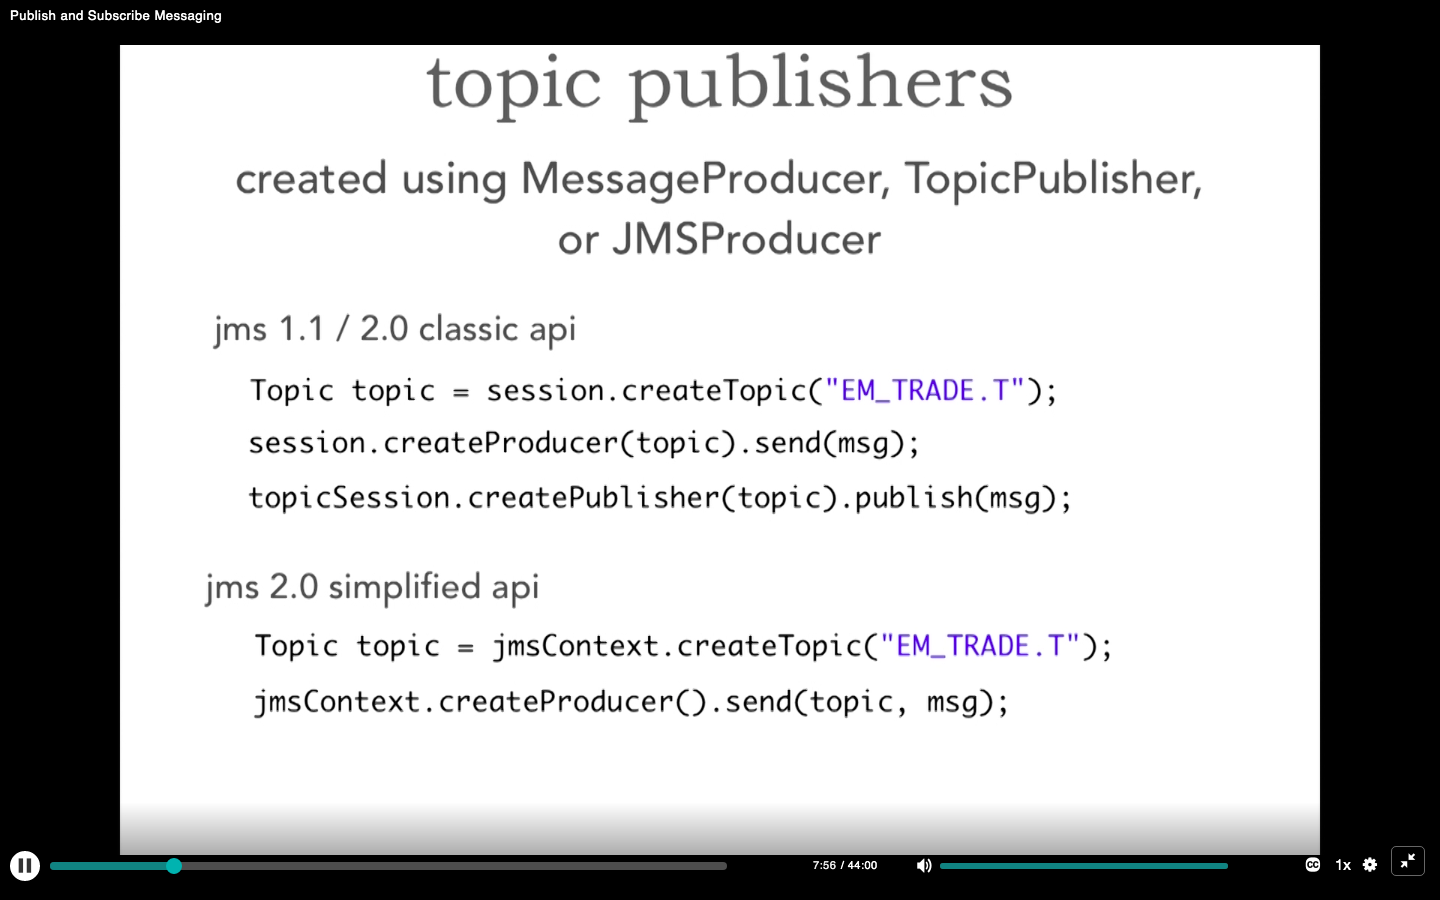 Publish and Subscribe Messaging
topic publishers
created using MessageProducer, TopicPublisher,
or JMSProducer
jms 1.1 / 2.0 classic api
Topic topic = session.createTopic("EM_TRADE.T");
session.createProducer(topic).send(msg);
topicSession.createPublisher(topic).publish(msg);
jms 2.0 simplified api
Topic topic = jmsContext.createTopic("EM_TRADE.T");
jmsContext.createProducer().send(topic, msg);
7:56 / 44:00
CC
1x